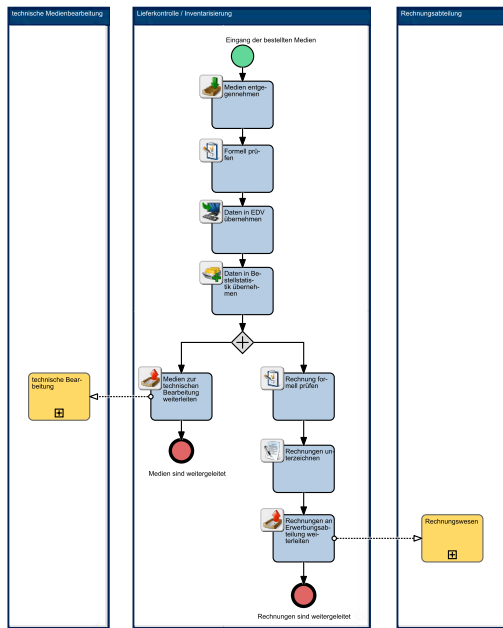 technische Medienbearbeitung
Lieferkontrolle / Inventarisierung
Rechnungsabteilung
Eingang der bestellten Medien
Medien entge-
gennehmen
Formell prü-
fen
Daten in EDV
übernehmen
Daten in Be-
stellstatis-
tik überneh-
men
technische Bear-
beitung
Medien zur
technischen
Bearbeitung
weiterleiten
Rechnung for-
mell prüfen
Medien sind weitergeleitet
Rechnungen un-
terzeichnen
Rechnungen an
Erwerbungsab-
teilung wei-
terleiten
Rechnungswesen
Rechnungen sind weitergeleitet